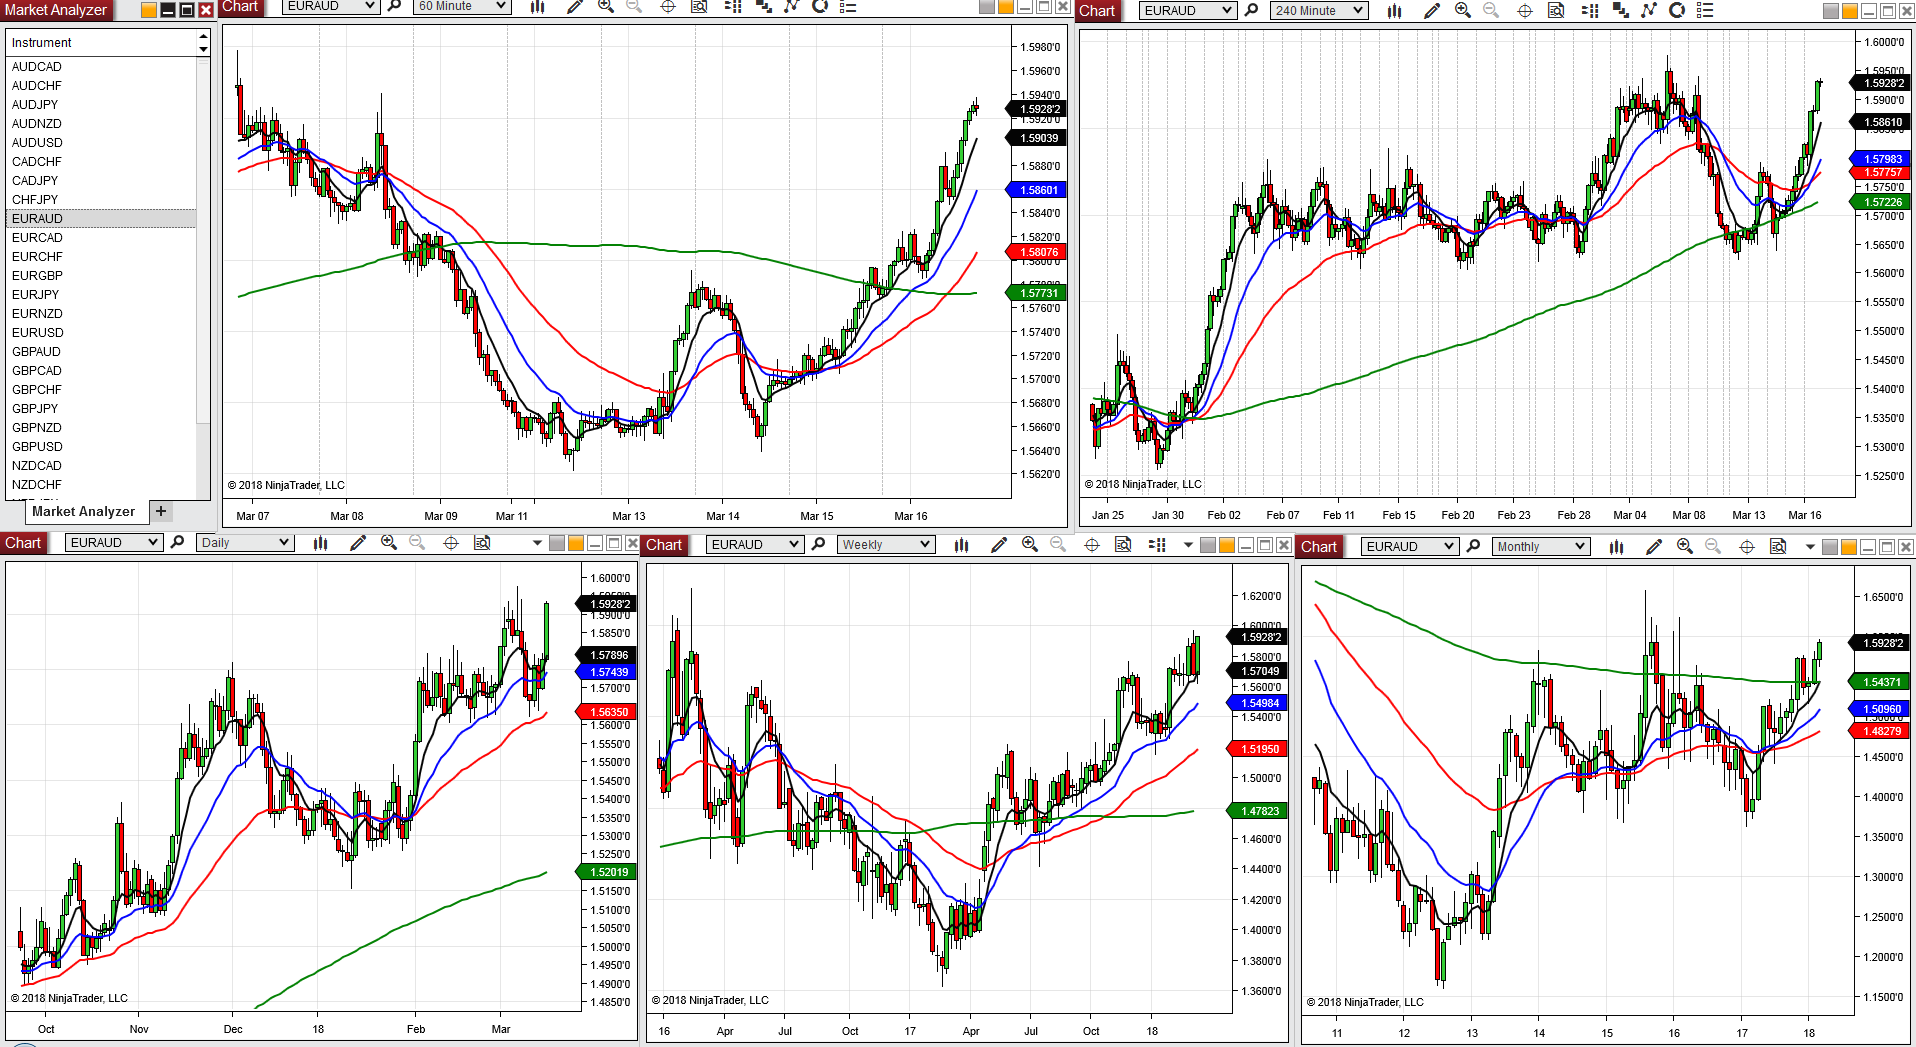 Market Analyzer
Instrument
AUDCAD
AUDCHF
AUDJPY
AUDNZD
AUDUSD
CADCHF
CADJPY
CHFJPY
EURAUD
EURCAD
EURCHF
EURGBP
EURJPY
EURNZD
EURUSD
GBPAUD
GBPCAD
GBPCHF
GBPJPY
GBPNZD
GBPUSD
NZDCAD
NZDCHF
Market Analyzer +
Chart EURAUD 60 Minute
1.5980'0
1.5960'0
1.5940'0
1.5928'2
1.5920'0
1.59039
1.5880'0
1.58601
1.5840'0
1.5820'0
1.58076
1.5800'0
1.57731
1.5760'0
1.5740'0
1.5720'0
1.5700'0
1.5680'0
1.5660'0
1.5640'0
1.5620'0
© 2018 NinjaTrader, LLC
Mar 07 Mar 08 Mar 09 Mar 11 Mar 13 Mar 14 Mar 15 Mar 16
Chart EURAUD 240 Minute
1.6000'0
1.5950'0
1.5928'2
1.5900'0
1.58610
1.57983
1.57757
1.5750'0
1.57226
1.5700'0
1.5650'0
1.5600'0
1.5550'0
1.5500'0
1.5450'0
1.5400'0
1.5350'0
1.5300'0
1.5250'0
© 2018 NinjaTrader, LLC
Jan 25 Jan 30 Feb 02 Feb 07 Feb 11 Feb 15 Feb 20 Feb 23 Feb 28 Mar 04 Mar 08 Mar 13 Mar 16
Chart EURAUD Daily
1.6000'0
1.5928'2
1.5900'0
1.5850'0
1.57896
1.57439
1.5700'0
1.56350
1.5600'0
1.5550'0
1.5500'0
1.5450'0
1.5400'0
1.5350'0
1.5300'0
1.5250'0
1.52019
1.5150'0
1.5100'0
1.5050'0
1.5000'0
1.4950'0
1.4900'0
1.4850'0
© 2018 NinjaTrader, LLC
Oct Nov Dec 18 Feb Mar
Chart EURAUD Weekly
1.6200'0
1.6000'0
1.5928'2
1.5800'0
1.57049
1.5600'0
1.54984
1.5400'0
1.51950
1.5000'0
1.47823
1.4600'0
1.4400'0
1.4200'0
1.4000'0
1.3800'0
1.3600'0
© 2018 NinjaTrader, LLC
16 Apr Jul Oct 17 Apr Jul Oct 18
Chart EURAUD Monthly
1.6500'0
1.5928'2
1.54371
1.50960
1.5000'0
1.48279
1.4500'0
1.4000'0
1.3500'0
1.3000'0
1.2500'0
1.2000'0
1.1500'0
© 2018 NinjaTrader, LLC
11 12 13 14 15 16 17 18